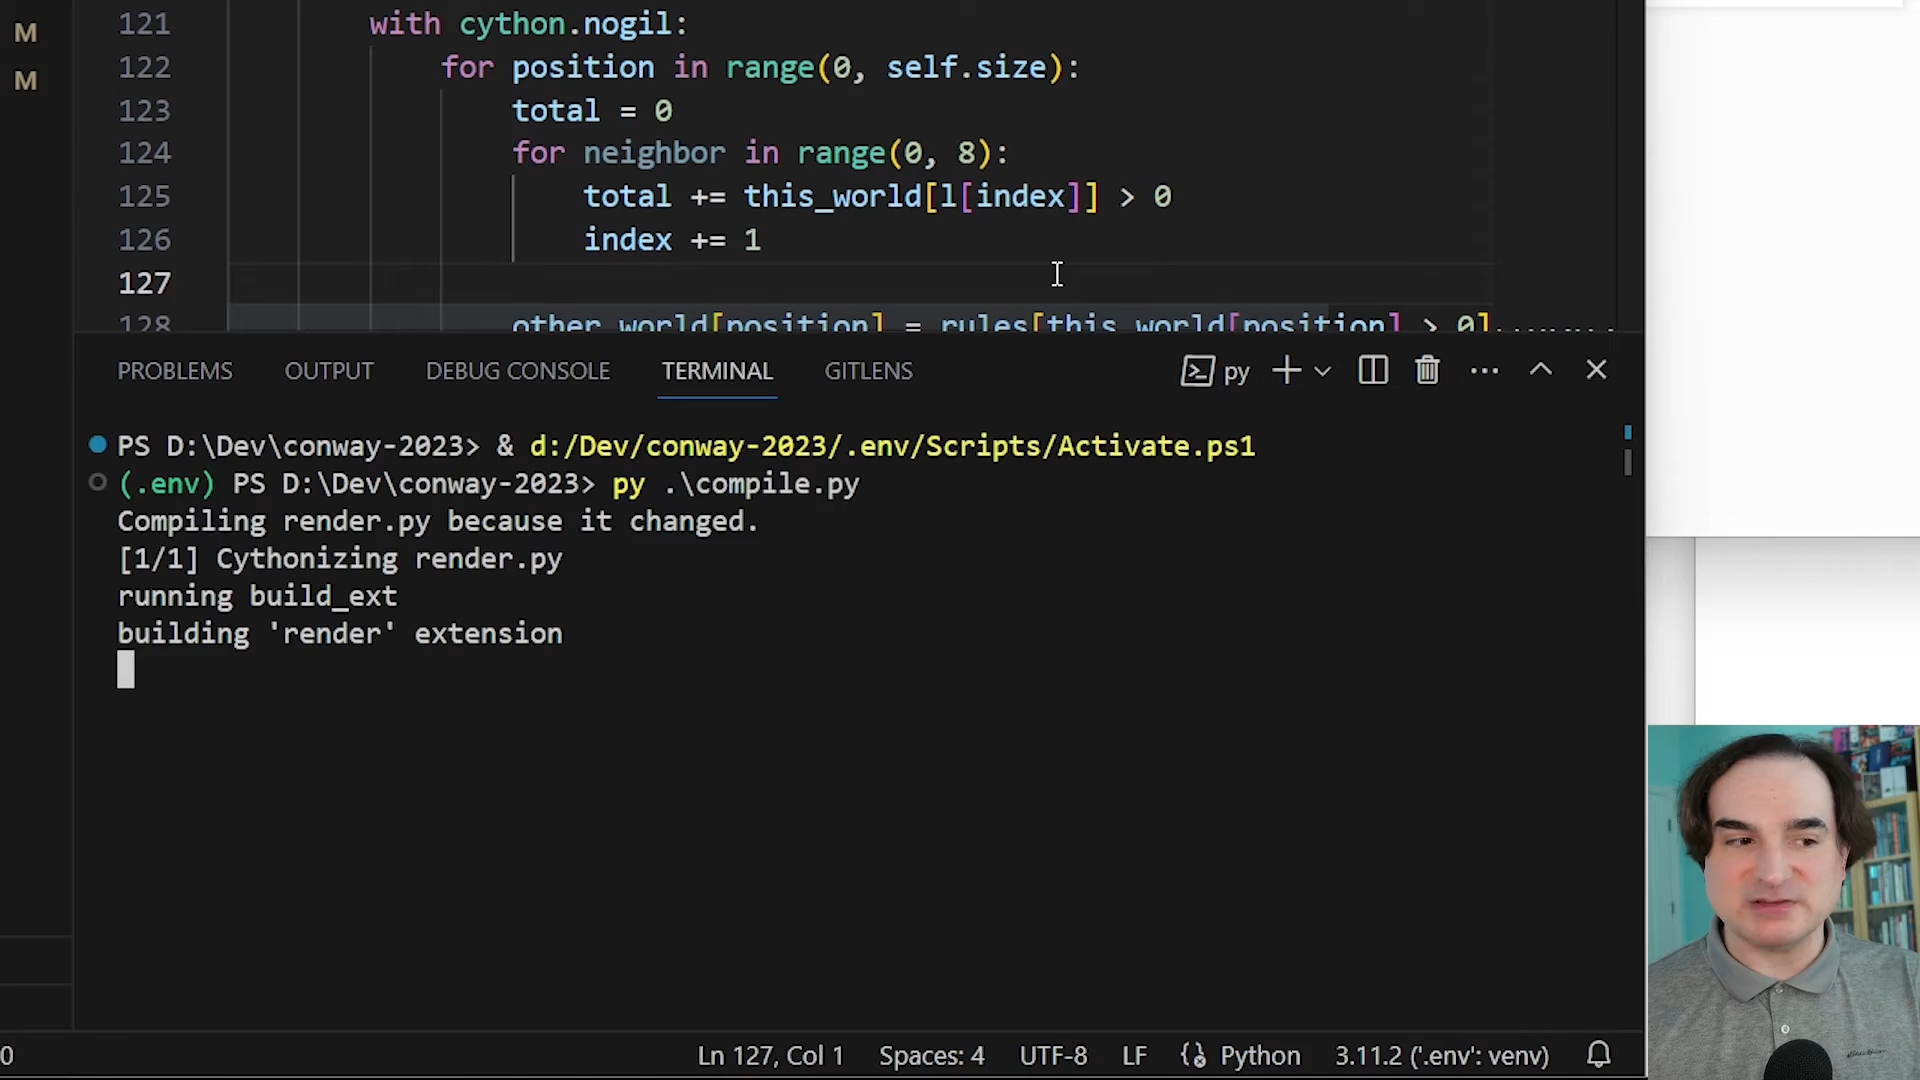 M
M
121 with cython.nogil:
122 for position in range(0, self.size):
123 total = 0
124 for neighbor in range(0, 8):
125 total += this_world[l[index]] > 0
126 index += 1
127
128 other_world[position] = rules[this_world[position] > 0]
PROBLEMS OUTPUT DEBUG CONSOLE TERMINAL GITLENS py
PS D:\Dev\conway-2023> & d:/Dev/conway-2023/.env/Scripts/Activate.ps1
(.env) PS D:\Dev\conway-2023> py .\compile.py
Compiling render.py because it changed.
[1/1] Cythonizing render.py
running build_ext
building 'render' extension
0 Ln 127, Col 1 Spaces: 4 UTF-8 LF Python 3.11.2 ('.env': venv)